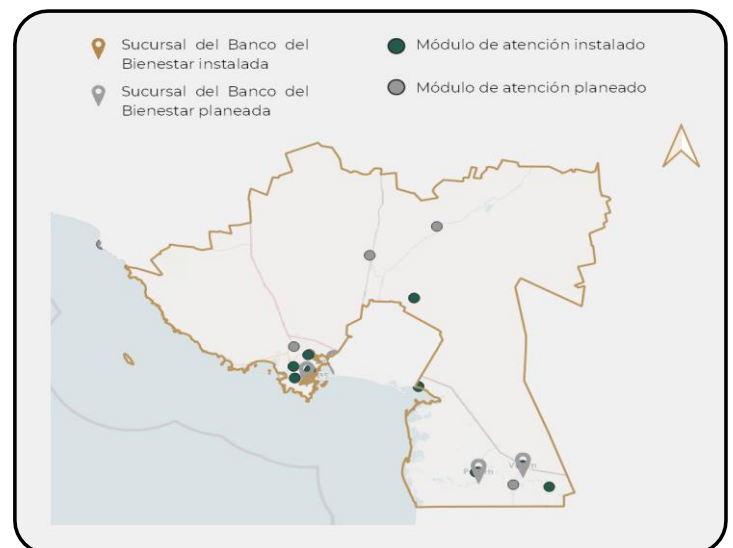 Sucursal del Banco del
Bienestar instalada
Sucursal del Banco del
Bienestar planeada
Módulo de atención instalado
Módulo de atención planeado